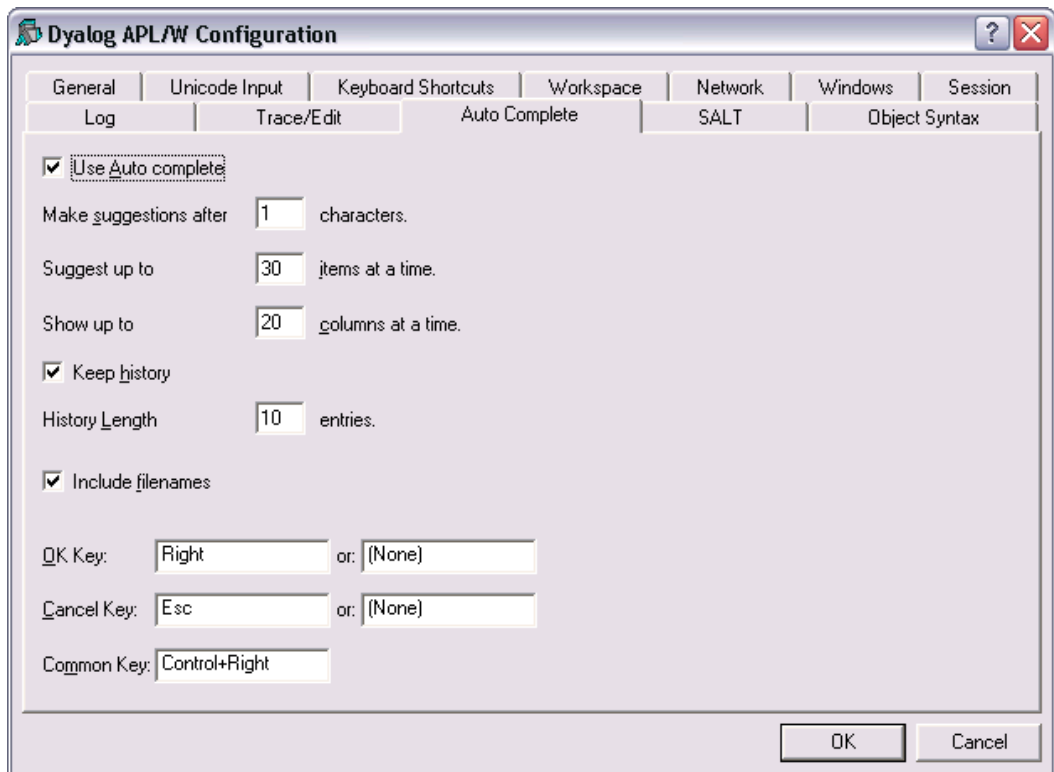 Dyalog APL/W Configuration
General Unicode Input Keyboard Shortcuts Workspace Network Windows Session
Log Trace/Edit Auto Complete SALT Object Syntax
Use Auto complete
Make suggestions after 1 characters.
Suggest up to 30 items at a time.
Show up to 20 columns at a time.
Keep history
History Length 10 entries.
Include filenames
OK Key: Right or: (None)
Cancel Key: Esc or: (None)
Common Key: Control+Right
OK Cancel